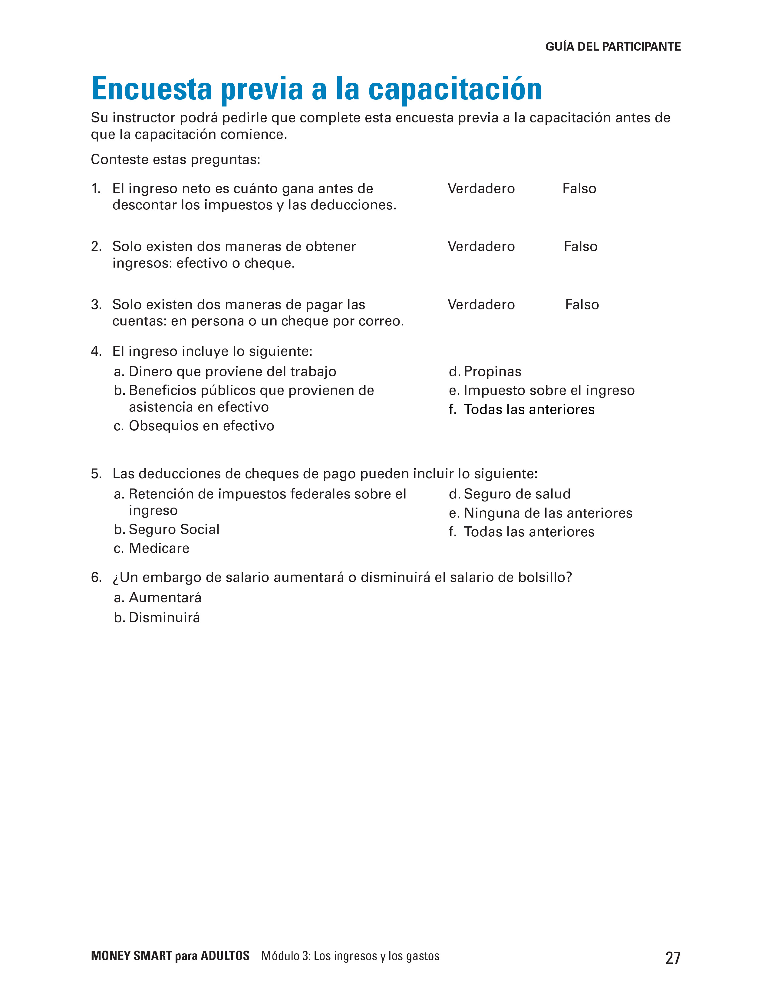 GUÍA DEL PARTICIPANTE
Encuesta previa a la capacitación
Su instructor podrá pedirle que complete esta encuesta previa a la capacitación antes de
que la capacitación comience.
Conteste estas preguntas:
1. El ingreso neto es cuánto gana antes de
descontar los impuestos y las deducciones.
Verdadero Falso
2. Solo existen dos maneras de obtener
ingresos: efectivo o cheque.
Verdadero Falso
3. Solo existen dos maneras de pagar las
cuentas: en persona o un cheque por correo.
Verdadero Falso
4. El ingreso incluye lo siguiente:
a. Dinero que proviene del trabajo
b. Beneficios públicos que provienen de
asistencia en efectivo
c. Obsequios en efectivo
d. Propinas
e. Impuesto sobre el ingreso
f. Todas las anteriores
5. Las deducciones de cheques de pago pueden incluir lo siguiente:
a. Retención de impuestos federales sobre el
ingreso
b. Seguro Social
c. Medicare
d. Seguro de salud
e. Ninguna de las anteriores
f. Todas las anteriores
6. ¿Un embargo de salario aumentará o disminuirá el salario de bolsillo?
a. Aumentará
b. Disminuirá
MONEY SMART para ADULTOS Módulo 3: Los ingresos y los gastos
27